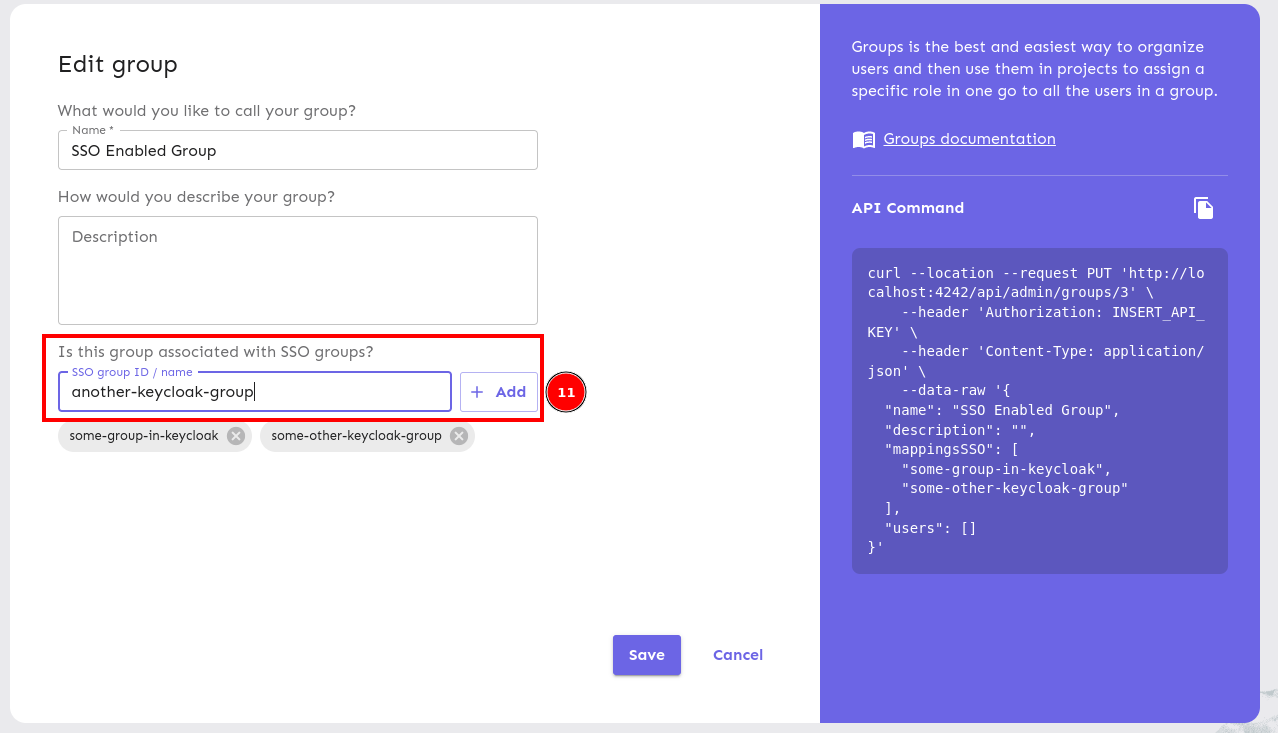 Edit group
What would you like to call your group?
Name *
SSO Enabled Group
How would you describe your group?
Description
Is this group associated with SSO groups?
SSO group ID / name
another-keycloak-group
+ Add
11
some-group-in-keycloak
some-other-keycloak-group
Save
Cancel
Groups is the best and easiest way to organize
users and then use them in projects to assign a
specific role in one go to all the users in a group.
Groups documentation
API Command
curl --location --request PUT 'http://lo
calhost:4242/api/admin/groups/3' \
    --header 'Authorization: INSERT_API_
KEY' \
    --header 'Content-Type: application/
json' \
    --data-raw '{
  "name": "SSO Enabled Group",
  "description": "",
  "mappingsSSO": [
    "some-group-in-keycloak",
    "some-other-keycloak-group"
  ],
  "users": []
}'